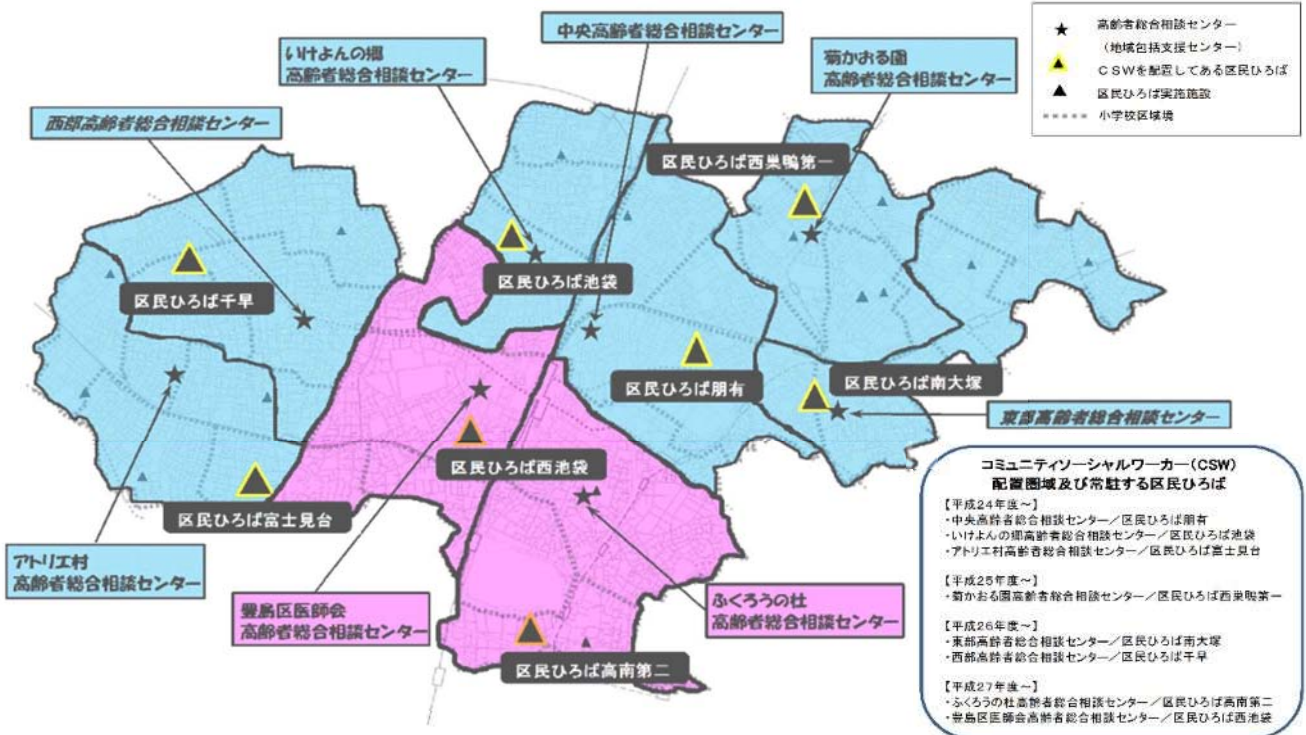 中央高齢者総合相談センター
いけよんの郷
高齢者総合相談センター
菊かおる園
高齢者総合相談センター
西部高齢者総合相談センター
高齢者総合相談センター
(地域包括支援センター)
CSWを配置してある区民ひろば
区民ひろば実施施設
小学校区域境
区民ひろば西巣鴨第一
区民ひろば池袋
区民ひろば千早
区民ひろば朋有
区民ひろば南大塚
東部高齢者総合相談センター
区民ひろば西池袋
区民ひろば富士見台
アトリエ村
高齢者総合相談センター
豊島区医師会
高齢者総合相談センター
ふくろうの杜
高齢者総合相談センター
区民ひろば高南第二
コミュニティソーシャルワーカー(CSW)
配置圏域及び常駐する区民ひろば
【平成24年度~】
・中央高齢者総合相談センター/区民ひろば朋有
・いけよんの郷高齢者総合相談センター/区民ひろば池袋
・アトリエ村高齢者総合相談センター/区民ひろば富士見台
【平成25年度~】
・菊かおる園高齢者総合相談センター/区民ひろば西巣鴨第一
【平成26年度~】
・東部高齢者総合相談センター/区民ひろば南大塚
・西部高齢者総合相談センター/区民ひろば千早
【平成27年度~】
・ふくろうの杜高齢者総合相談センター/区民ひろば高南第二
・豊島区医師会高齢者総合相談センター/区民ひろば西池袋